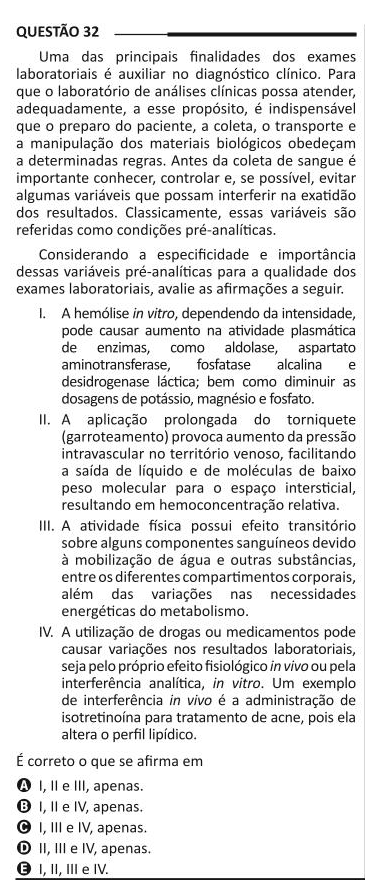 QUESTÃO 32
Uma das principais finalidades dos exames
laboratoriais é auxiliar no diagnóstico clínico. Para
que o laboratório de análises clínicas possa atender,
adequadamente, a esse propósito, é indispensável
que o preparo do paciente, a coleta, o transporte e
a manipulação dos materiais biológicos obedeçam
a determinadas regras. Antes da coleta de sangue é
importante conhecer, controlar e, se possível, evitar
algumas variáveis que possam interferir na exatidão
dos resultados. Classicamente, essas variáveis são
referidas como condições pré-analíticas.
Considerando a especificidade e importância
dessas variáveis pré-analíticas para a qualidade dos
exames laboratoriais, avalie as afirmações a seguir.
I. A hemólise in vitro, dependendo da intensidade,
pode causar aumento na atividade plasmática
de enzimas, como aldolase, aspartato
aminotransferase, fosfatase alcalina e
desidrogenase láctica; bem como diminuir as
dosagens de potássio, magnésio e fosfato.
II. A aplicação prolongada do torniquete
(garroteamento) provoca aumento da pressão
intravascular no território venoso, facilitando
a saída de líquido e de moléculas de baixo
peso molecular para o espaço intersticial,
resultando em hemoconcentração relativa.
III. A atividade física possui efeito transitório
sobre alguns componentes sanguíneos devido
à mobilização de água e outras substâncias,
entre os diferentes compartimentos corporais,
além das variações nas necessidades
energéticas do metabolismo.
IV. A utilização de drogas ou medicamentos pode
causar variações nos resultados laboratoriais,
seja pelo próprio efeito fisiológico in vivo ou pela
interferência analítica, in vitro. Um exemplo
de interferência in vivo é a administração de
isotretinoína para tratamento de acne, pois ela
altera o perfil lipídico.
É correto o que se afirma em
A I, II e III, apenas.
B I, II e IV, apenas.
C I, III e IV, apenas.
D II, III e IV, apenas.
E I, II, III e IV.